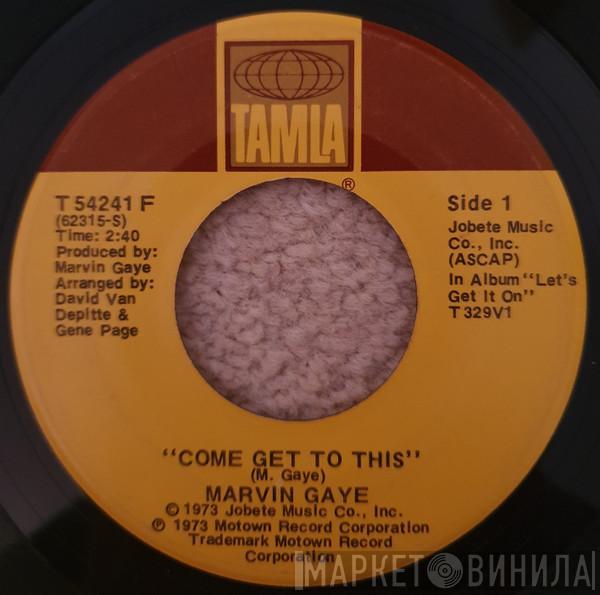 TAMLA
®
T 54241 F
(62315-S)
Time: 2:40
Produced by:
Marvin Gaye
Arranged by:
David Van
Depitte &
Gene Page
Side 1
Jobete Music
Co., Inc.
(ASCAP)
In Album "Let's
Get It On"
T 329V1
"COME GET TO THIS"
(M. Gaye)
MARVIN GAYE
© 1973 Jobete Music Co., Inc.
℗ 1973 Motown Record Corporation
Trademark Motown Record
Corporation
МАРКЕТ ВИНИЛА